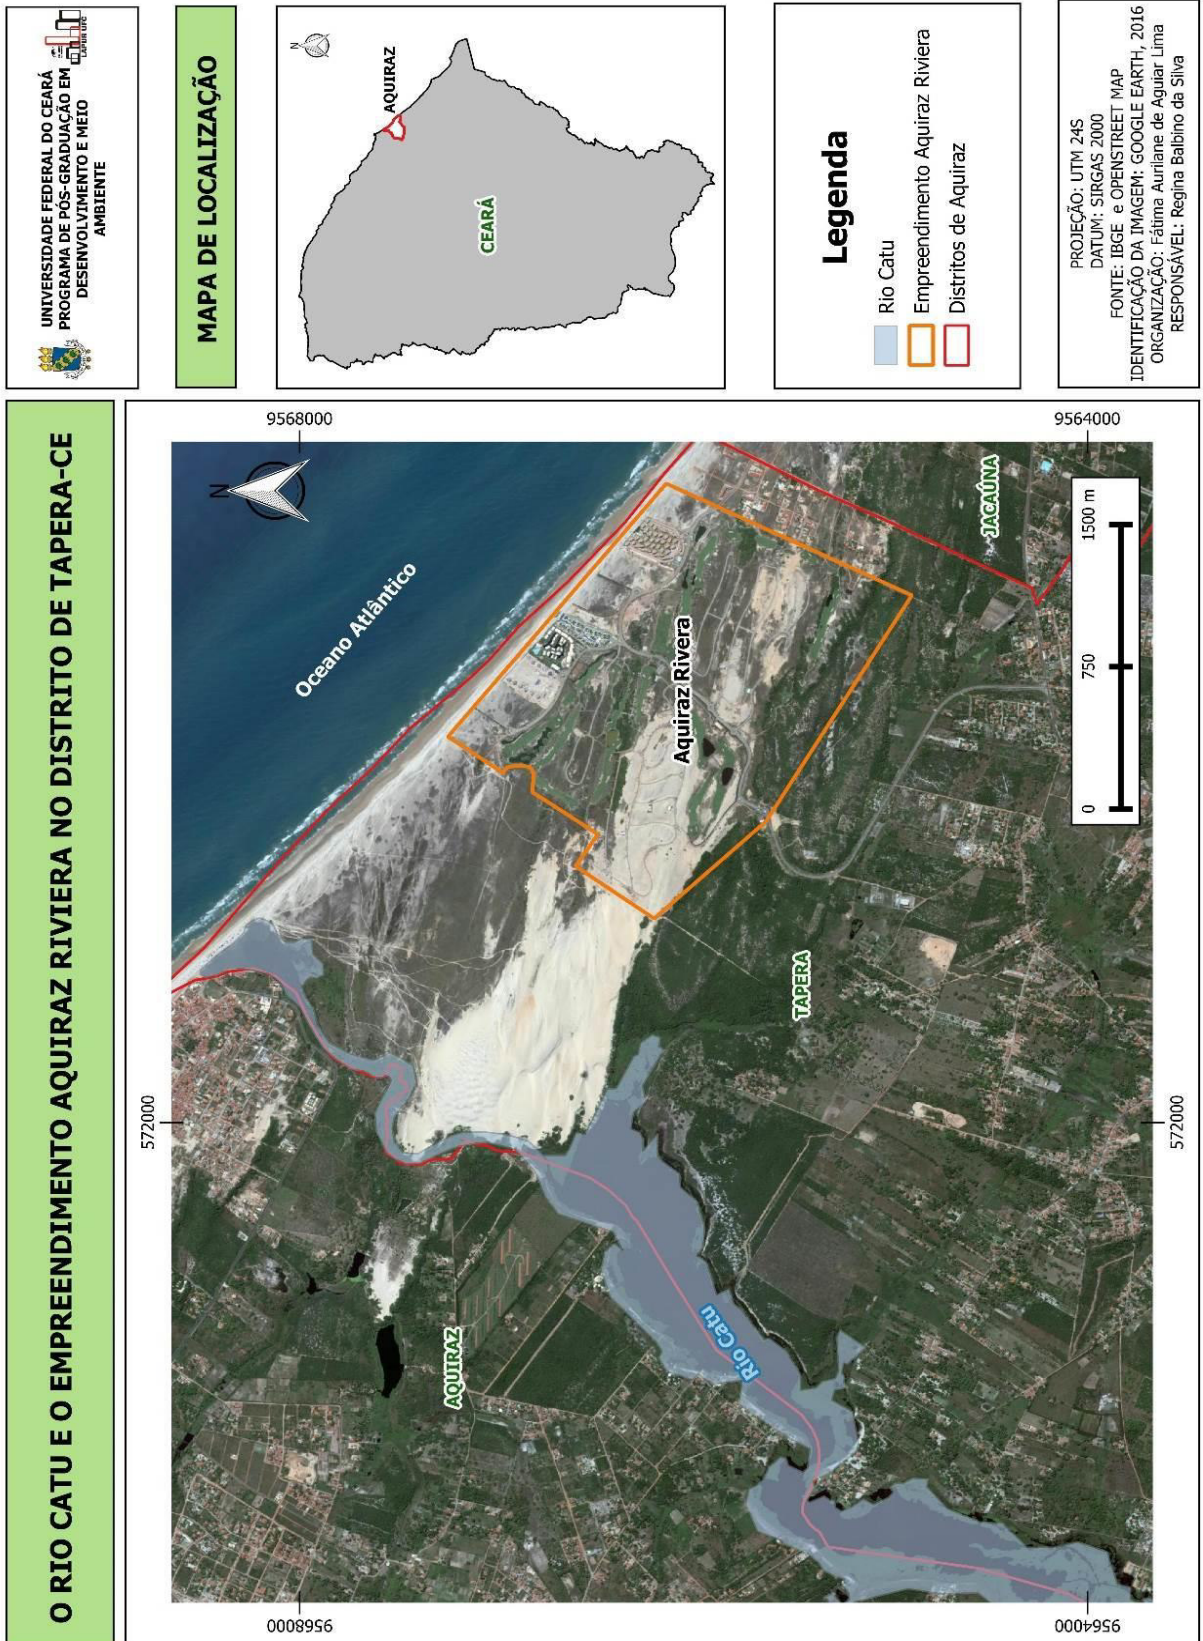 O RIO CATU E O EMPREENDIMENTO AQUIRAZ RIVIERA NO DISTRITO DE TAPERA-CE
UNIVERSIDADE FEDERAL DO CEARÁ
PROGRAMA DE PÓS-GRADUAÇÃO EM
DESENVOLVIMENTO E MEIO
AMBIENTE
LAPUR UFC
MAPA DE LOCALIZAÇÃO
N
AQUIRAZ
CEARÁ
Legenda
Rio Catu
Empreendimento Aquiraz Riviera
Distritos de Aquiraz
PROJEÇÃO: UTM 24S
DATUM: SIRGAS 2000
FONTE: IBGE e OPENSTREET MAP
IDENTIFICAÇÃO DA IMAGEM: GOOGLE EARTH, 2016
ORGANIZAÇÃO: Fátima Aurilane de Aguiar Lima
RESPONSÁVEL: Regina Balbino da Silva
572000
9568000
9568000
N
Oceano Atlântico
Aquiraz Rivera
AQUIRAZ
TAPERA
Rio Catu
JACAÚNA
0 750 1500 m
9564000
9564000
572000